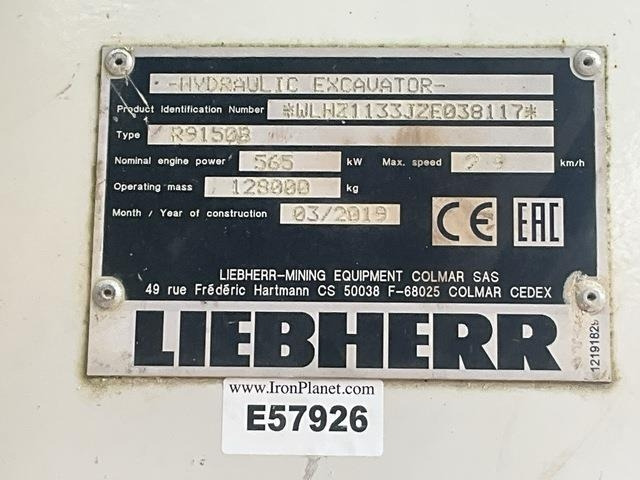 -HYDRAULIC EXCAVATOR-
Product Identification Number *WLHZ1133JZE038117*
Type R9150B
Nominal engine power 565 kW Max. speed km/h
Operating mass 128000 kg
Month / Year of construction 03/2019
CE EAC
LIEBHERR-MINING EQUIPMENT COLMAR SAS
49 rue Frédéric Hartmann CS 50038 F-68025 COLMAR CEDEX
LIEBHERR
www.IronPlanet.com
E57926